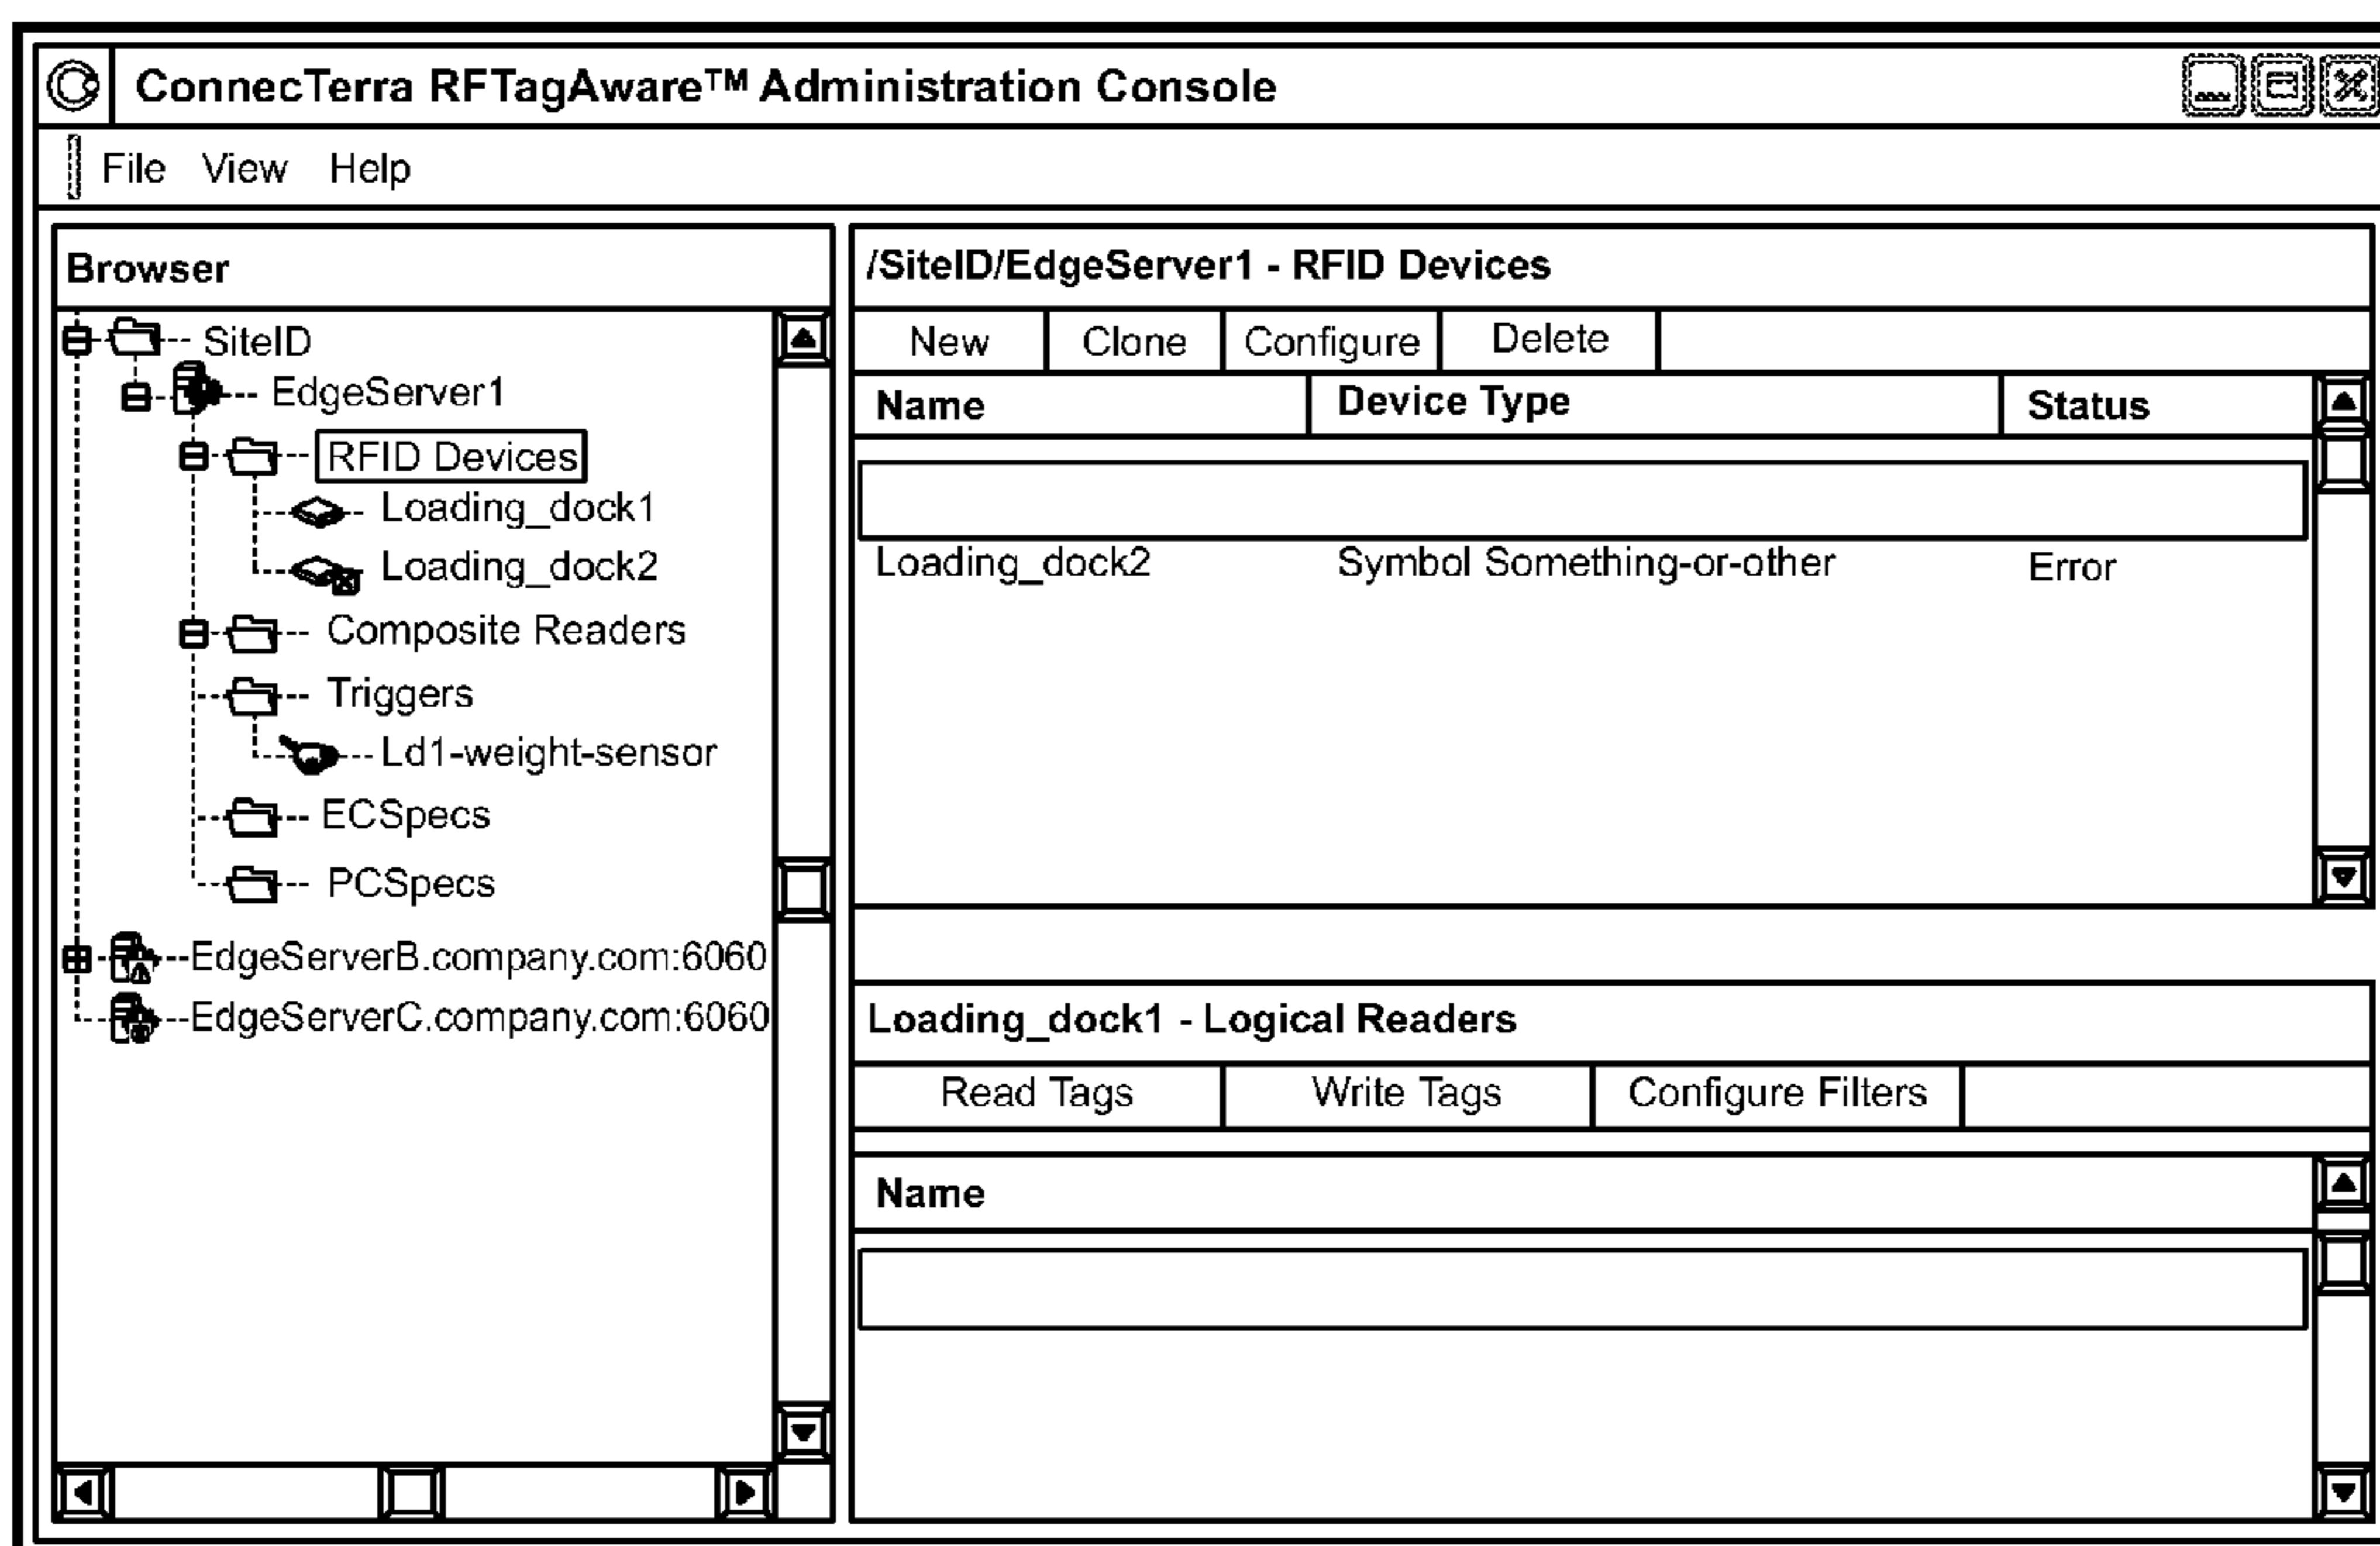 ConnecTerra RFTagAware™ Administration Console
File View Help
Browser
SiteID
EdgeServer1
RFID Devices
Loading_dock1
Loading_dock2
Composite Readers
Triggers
Ld1-weight-sensor
ECSpecs
PCSpecs
EdgeServerB.company.com:6060
EdgeServerC.company.com:6060
/SiteID/EdgeServer1 - RFID Devices
New Clone Configure Delete
Name Device Type Status
Loading_dock2 Symbol Something-or-other Error
Loading_dock1 - Logical Readers
Read Tags Write Tags Configure Filters
Name